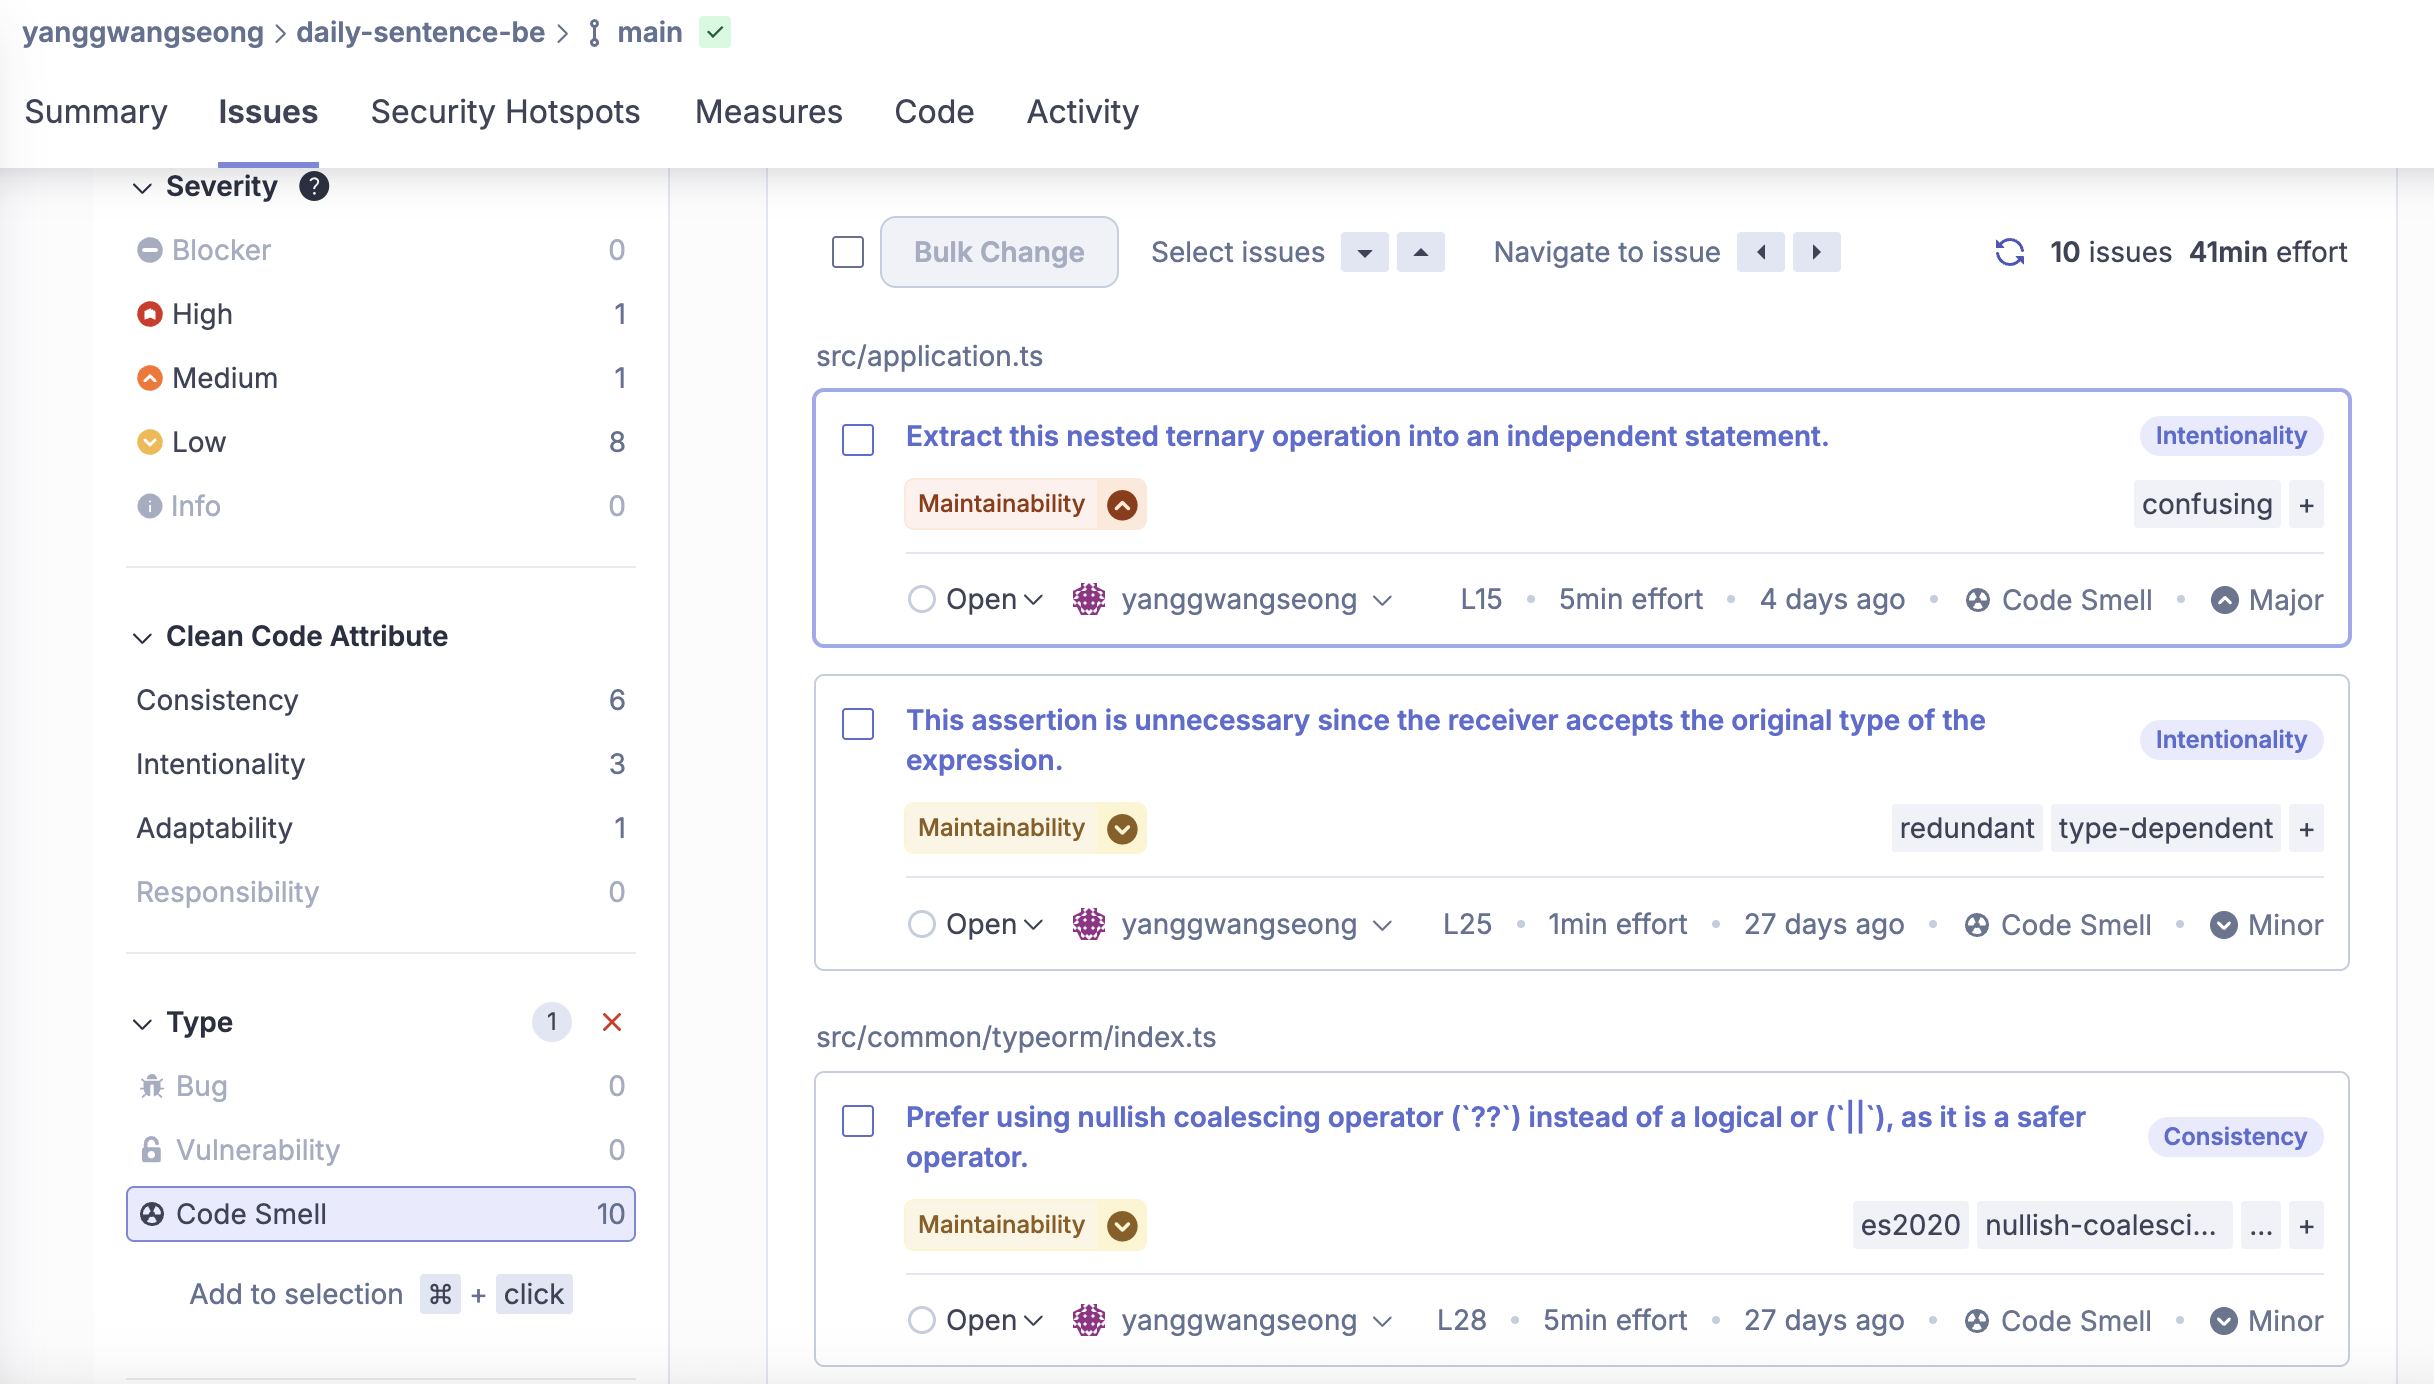 yanggwangseong > daily-sentence-be > main
Summary Issues Security Hotspots Measures Code Activity
Severity ?
Blocker 0
High 1
Medium 1
Low 8
Info 0
Clean Code Attribute
Consistency 6
Intentionality 3
Adaptability 1
Responsibility 0
Type 1
Bug 0
Vulnerability 0
Code Smell 10
Add to selection ⌘ + click
Bulk Change Select issues Navigate to issue 10 issues 41min effort
src/application.ts
Extract this nested ternary operation into an independent statement. Intentionality
Maintainability confusing +
Open yanggwangseong L15 • 5min effort • 4 days ago • Code Smell • Major
This assertion is unnecessary since the receiver accepts the original type of the
expression.
Intentionality
Maintainability redundant type-dependent +
Open yanggwangseong L25 • 1min effort • 27 days ago • Code Smell • Minor
src/common/typeorm/index.ts
Prefer using nullish coalescing operator (`??`) instead of a logical or (`||`), as it is a safer
operator.
Consistency
Maintainability es2020 nullish-coalesci... ... +
Open yanggwangseong L28 • 5min effort • 27 days ago • Code Smell • Minor